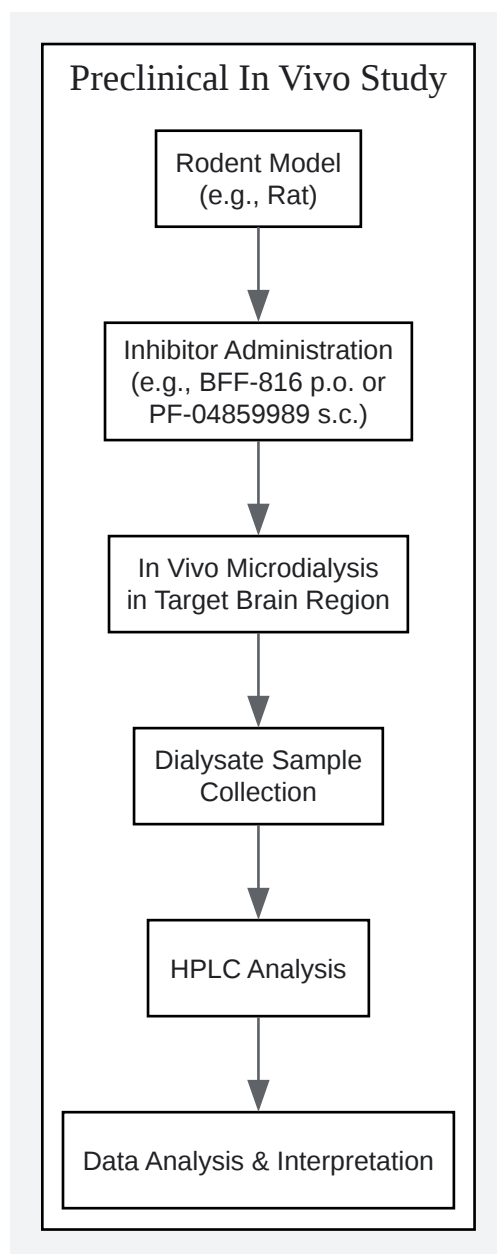 Preclinical In Vivo Study
Rodent Model
(e.g., Rat)
Inhibitor Administration
(e.g., BFF-816 p.o. or
PF-04859989 s.c.)
In Vivo Microdialysis
in Target Brain Region
Dialysate Sample
Collection
HPLC Analysis
Data Analysis & Interpretation